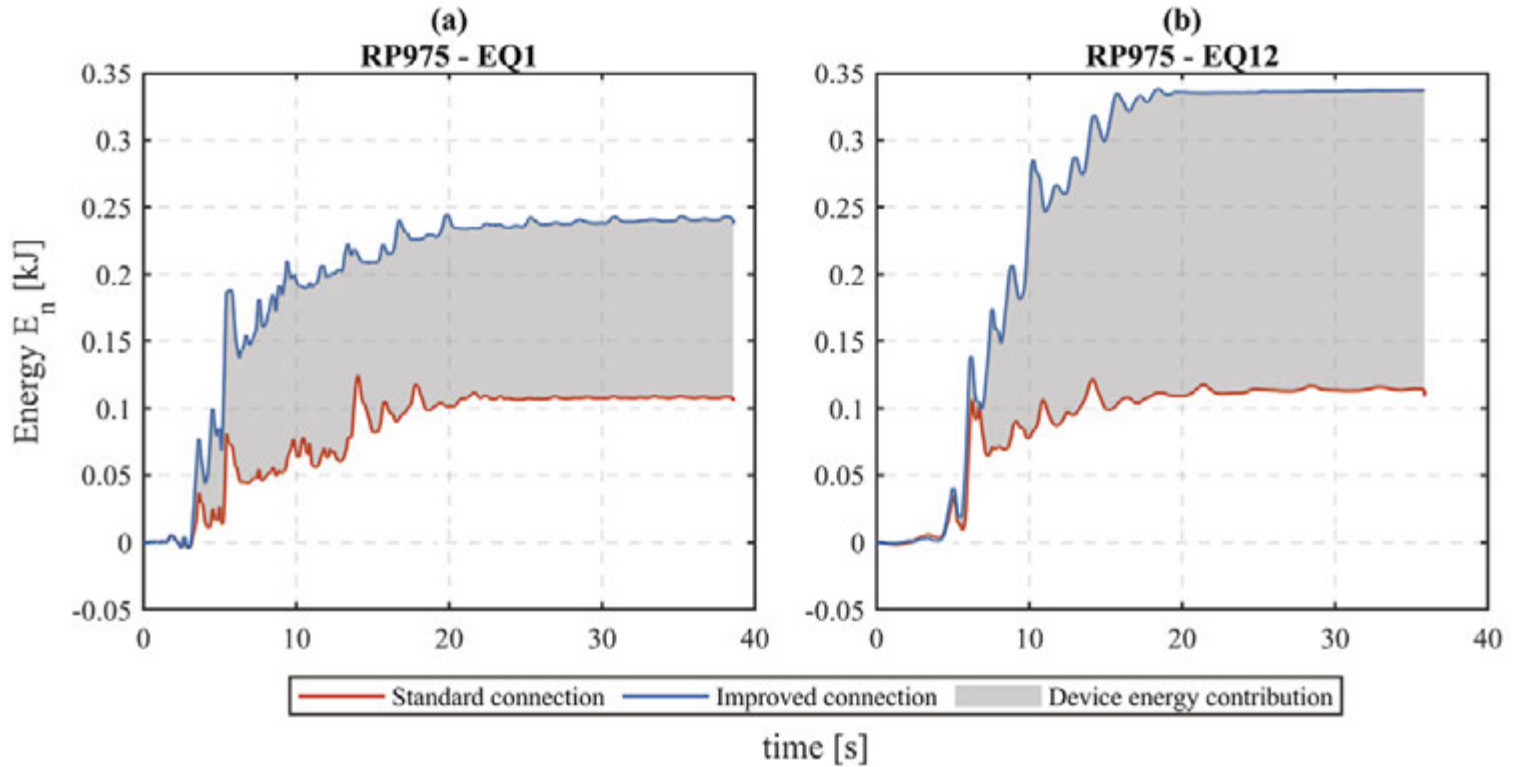 (a)
RP975 - EQ1
0.35
0.3
0.25
0.2
0.15
0.1
0.05
0
-0.05
0 10 20 30 40
Energy E_n [kJ]
(b)
RP975 - EQ12
0.35
0.3
0.25
0.2
0.15
0.1
0.05
0
-0.05
0 10 20 30 40
Standard connection Improved connection Device energy contribution
time [s]